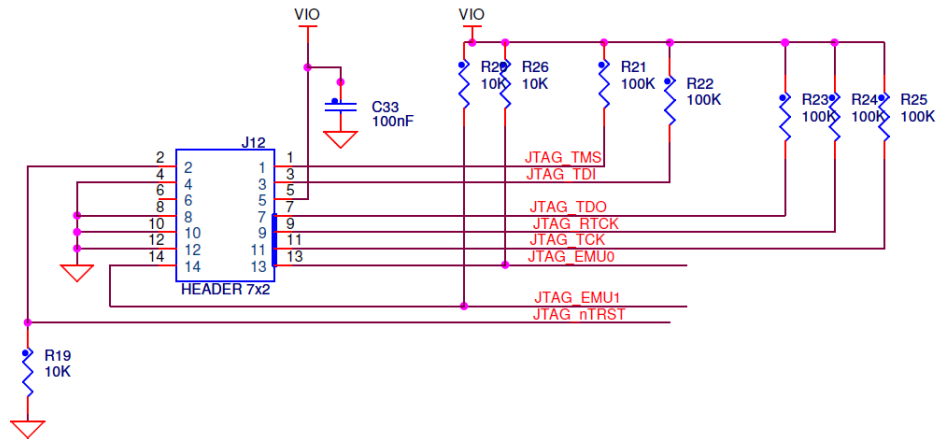 VIO
VIO
R20
10K
R26
10K
R21
100K
R22
100K
R23
100K
R24
100K
R25
100K
C33
100nF
J12
2 2 1 1
4 4 3 3
6 6 5 5
8 8 7 7
10 10 9 9
12 12 11 11
14 14 13 13
HEADER 7x2
JTAG_TMS
JTAG_TDI
JTAG_TDO
JTAG_RTCK
JTAG_TCK
JTAG_EMU0
JTAG_EMU1
JTAG_nTRST
R19
10K